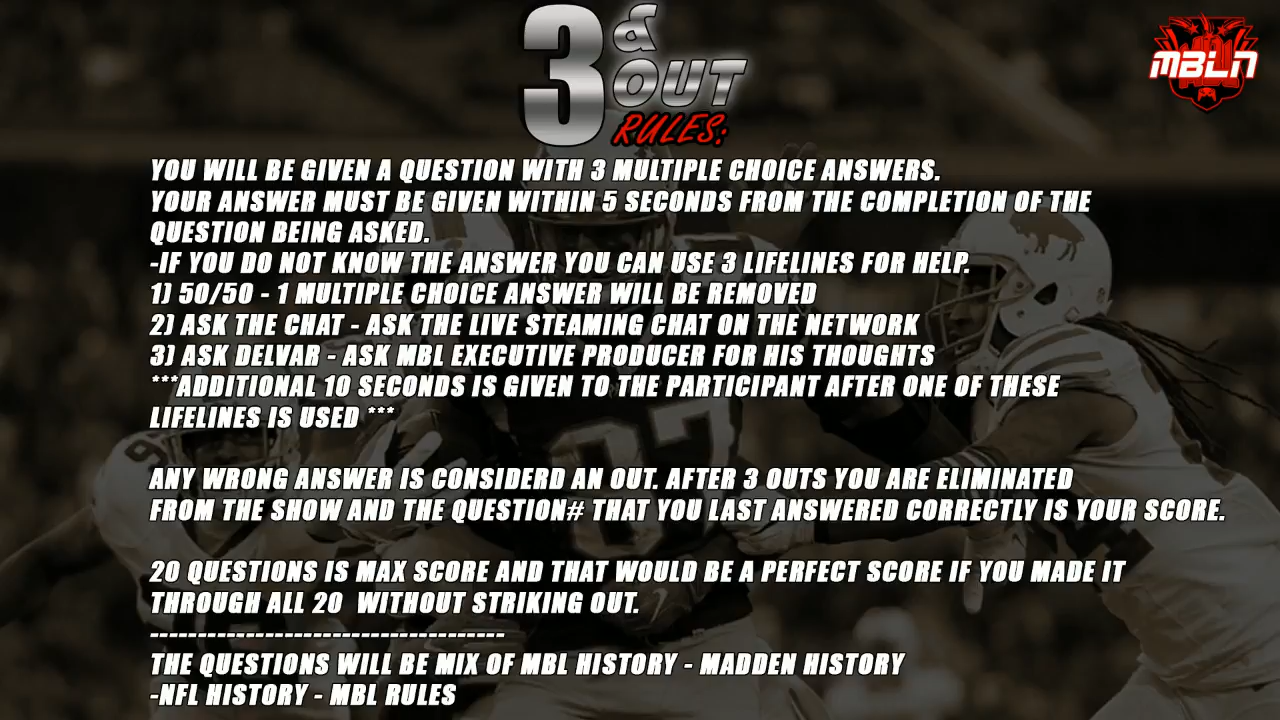 3 & OUT
RULES:
MBLN
YOU WILL BE GIVEN A QUESTION WITH 3 MULTIPLE CHOICE ANSWERS.
YOUR ANSWER MUST BE GIVEN WITHIN 5 SECONDS FROM THE COMPLETION OF THE
QUESTION BEING ASKED.
-IF YOU DO NOT KNOW THE ANSWER YOU CAN USE 3 LIFELINES FOR HELP.
1) 50/50 - 1 MULTIPLE CHOICE ANSWER WILL BE REMOVED
2) ASK THE CHAT - ASK THE LIVE STEAMING CHAT ON THE NETWORK
3) ASK DELVAR - ASK MBL EXECUTIVE PRODUCER FOR HIS THOUGHTS
***ADDITIONAL 10 SECONDS IS GIVEN TO THE PARTICIPANT AFTER ONE OF THESE
LIFELINES IS USED ***
ANY WRONG ANSWER IS CONSIDERD AN OUT. AFTER 3 OUTS YOU ARE ELIMINATED
FROM THE SHOW AND THE QUESTION# THAT YOU LAST ANSWERED CORRECTLY IS YOUR SCORE.
20 QUESTIONS IS MAX SCORE AND THAT WOULD BE A PERFECT SCORE IF YOU MADE IT
THROUGH ALL 20  WITHOUT STRIKING OUT.
-------------------------------------
THE QUESTIONS WILL BE MIX OF MBL HISTORY - MADDEN HISTORY
-NFL HISTORY - MBL RULES
87